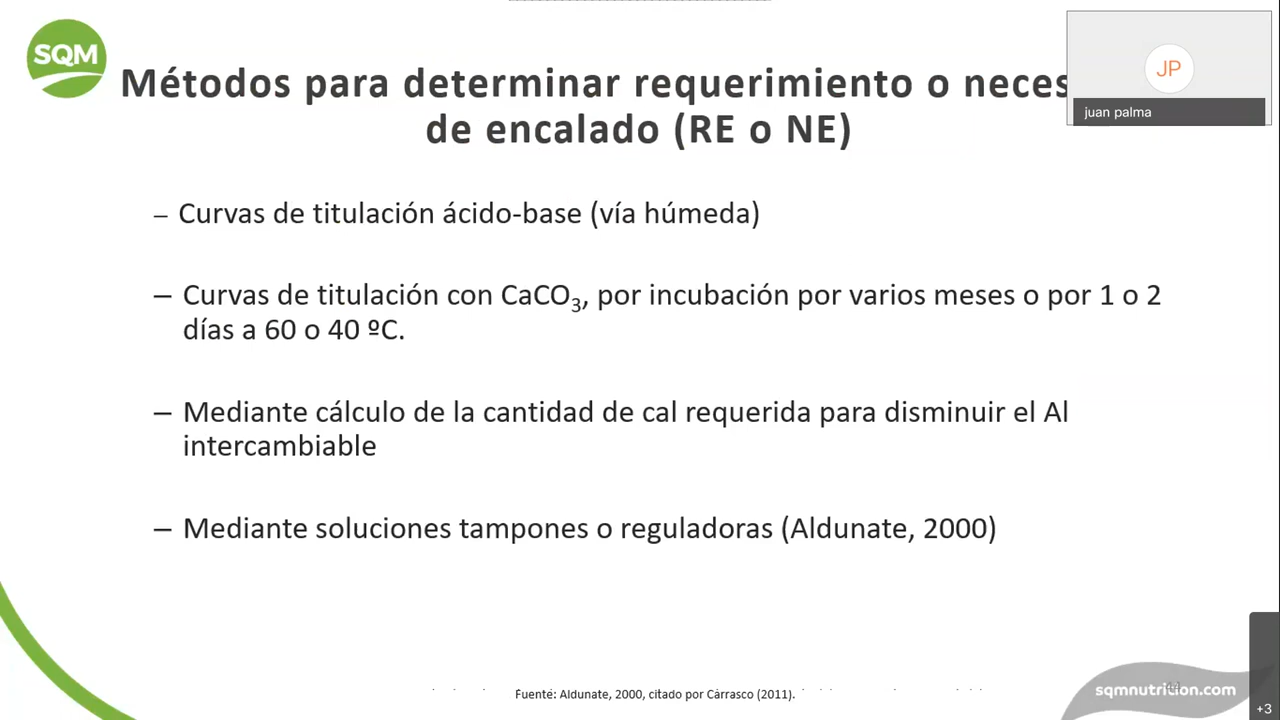 SQM
Métodos para determinar requerimiento o neces
de encalado (RE o NE)
JP
juan palma
– Curvas de titulación ácido-base (vía húmeda)
– Curvas de titulación con CaCO₃, por incubación por varios meses o por 1 o 2
días a 60 o 40 ºC.
– Mediante cálculo de la cantidad de cal requerida para disminuir el Al
intercambiable
– Mediante soluciones tampones o reguladoras (Aldunate, 2000)
Fuente: Aldunate, 2000, citado por Carrasco (2011).
sqmnutrition.com
+3